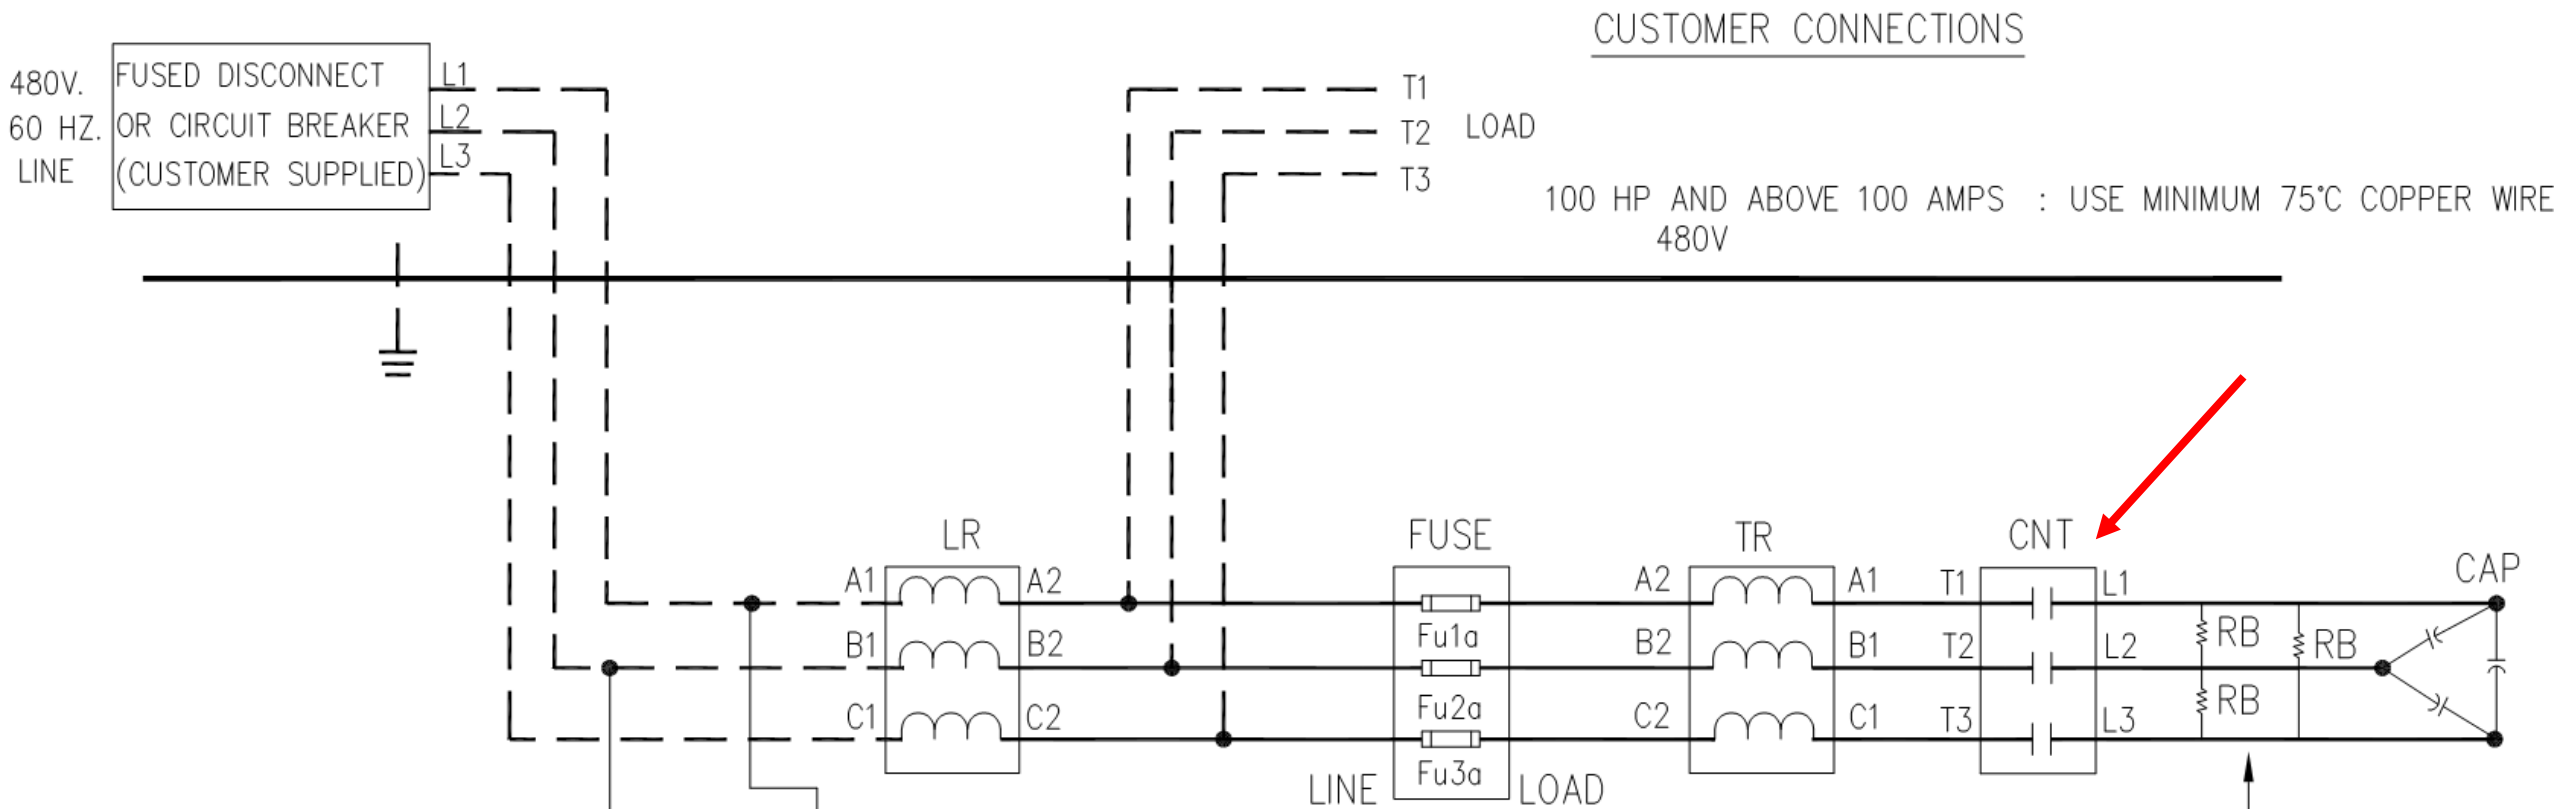 CUSTOMER CONNECTIONS
480V.
60 HZ.
LINE
FUSED DISCONNECT
OR CIRCUIT BREAKER
(CUSTOMER SUPPLIED)
L1
L2
L3
T1
T2
T3
LOAD
100 HP AND ABOVE 100 AMPS : USE MINIMUM 75°C COPPER WIRE
480V
LR
A1
A2
B1
B2
C1
C2
FUSE
Fu1a
Fu2a
Fu3a
LINE
LOAD
TR
A2
A1
B2
B1
C2
C1
CNT
T1
L1
T2
L2
T3
L3
RB
RB
RB
CAP